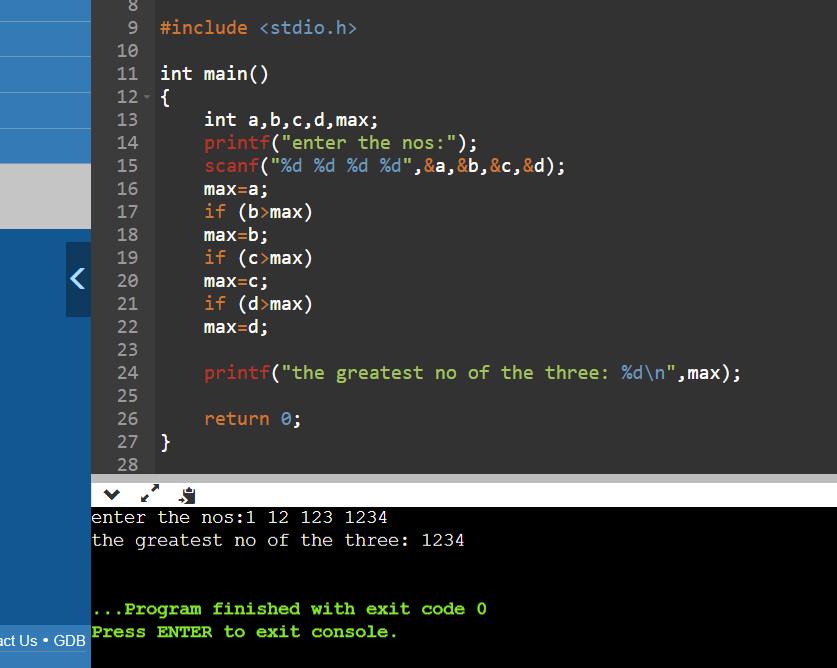 8
9 #include <stdio.h>
10
11 int main()
12 {
13 int a,b,c,d,max;
14 printf("enter the nos:");
15 scanf("%d %d %d %d",&a,&b,&c,&d);
16 max=a;
17 if (b>max)
18 max=b;
19 if (c>max)
20 max=c;
21 if (d>max)
22 max=d;
23
24 printf("the greatest no of the three: %d\n",max);
25
26 return 0;
27 }
28
enter the nos:1 12 123 1234
the greatest no of the three: 1234
...Program finished with exit code 0
Press ENTER to exit console.
act Us • GDB